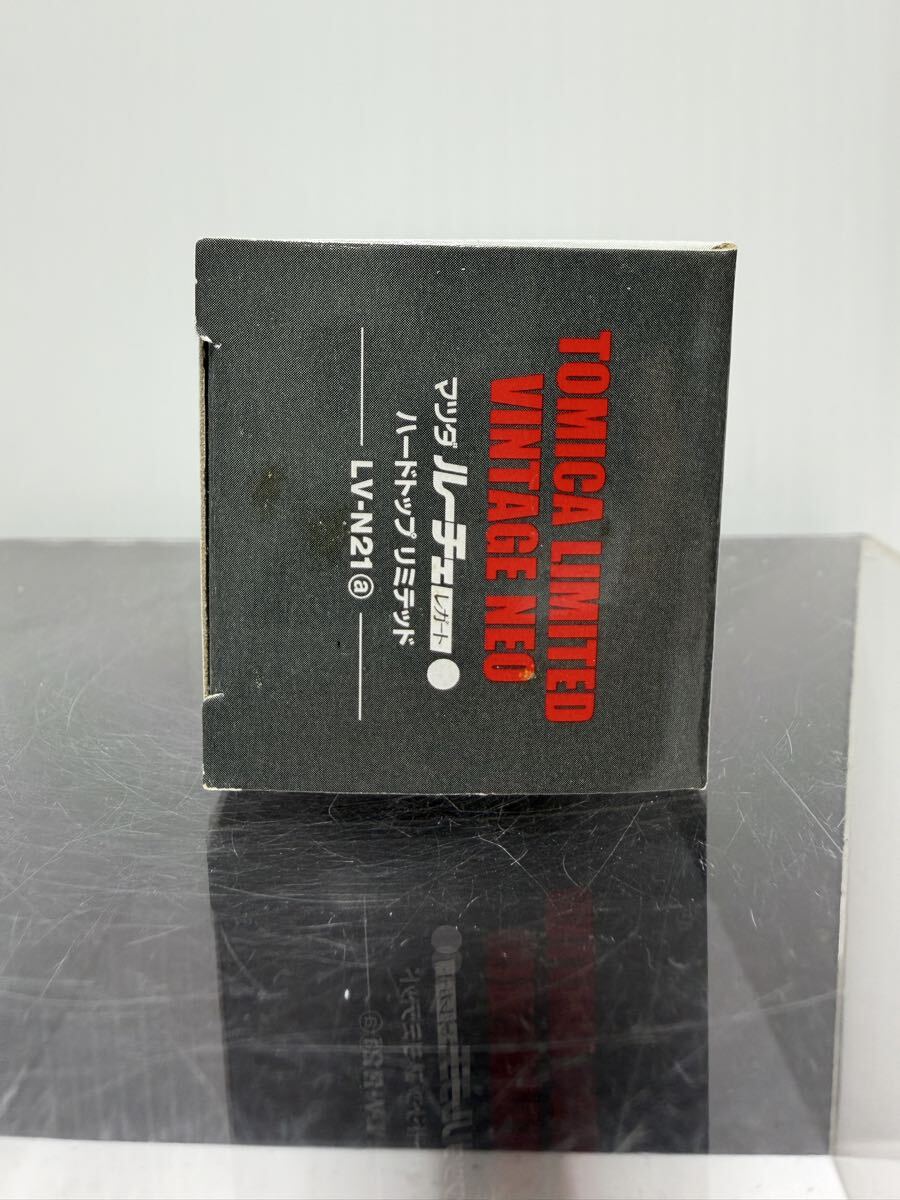 TOMICA LIMITED
VINTAGE NEO
マツダ ルーチェ レガート
ハードトップ リミテッド
LV-N21ⓐ